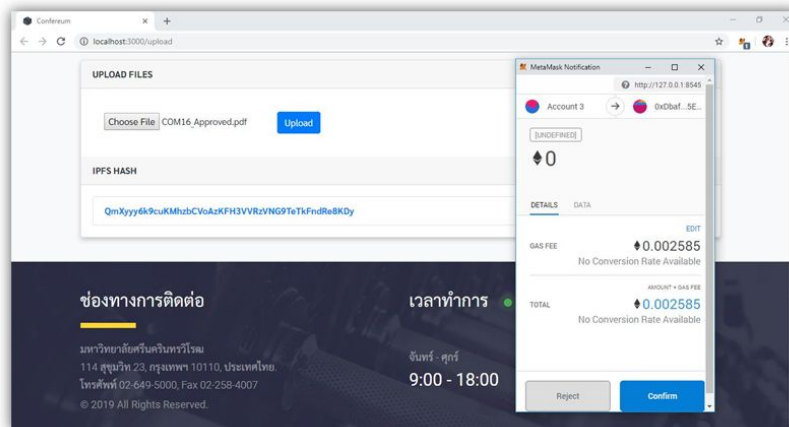 Confereum
localhost:3000/upload
UPLOAD FILES
Choose File COM16_Approved.pdf Upload
IPFS HASH
QmXyyy6k9cuKMhzbCVoAzKFH3VVRzVNG9TeTkFndRe8KDy
ช่องทางการติดต่อ
มหาวิทยาลัยศรีนครินทรวิโรฒ
114 สุขุมวิท 23, กรุงเทพฯ 10110, ประเทศไทย.
โทรศัพท์ 02-649-5000, Fax 02-258-4007
© 2019 All Rights Reserved.
เวลาทำการ
จันทร์ - ศุกร์
9:00 - 18:00
MetaMask Notification
http://127.0.0.1:8545
Account 3 0xDbaf...5E...
[UNDEFINED]
0
DETAILS DATA
EDIT
GAS FEE 0.002585
No Conversion Rate Available
AMOUNT + GAS FEE
TOTAL 0.002585
No Conversion Rate Available
Reject Confirm